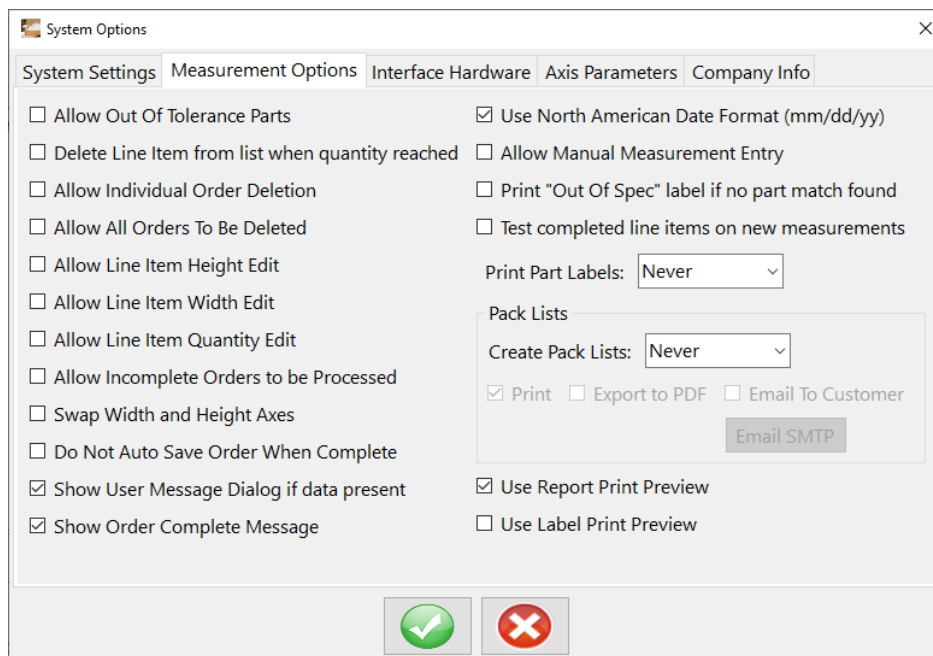 System Options
System Settings Measurement Options Interface Hardware Axis Parameters Company Info
Allow Out Of Tolerance Parts
Delete Line Item from list when quantity reached
Allow Individual Order Deletion
Allow All Orders To Be Deleted
Allow Line Item Height Edit
Allow Line Item Width Edit
Allow Line Item Quantity Edit
Allow Incomplete Orders to be Processed
Swap Width and Height Axes
Do Not Auto Save Order When Complete
Show User Message Dialog if data present
Show Order Complete Message
Use North American Date Format (mm/dd/yy)
Allow Manual Measurement Entry
Print "Out Of Spec" label if no part match found
Test completed line items on new measurements
Print Part Labels: Never
Pack Lists
Create Pack Lists: Never
Print Export to PDF Email To Customer
Email SMTP
Use Report Print Preview
Use Label Print Preview